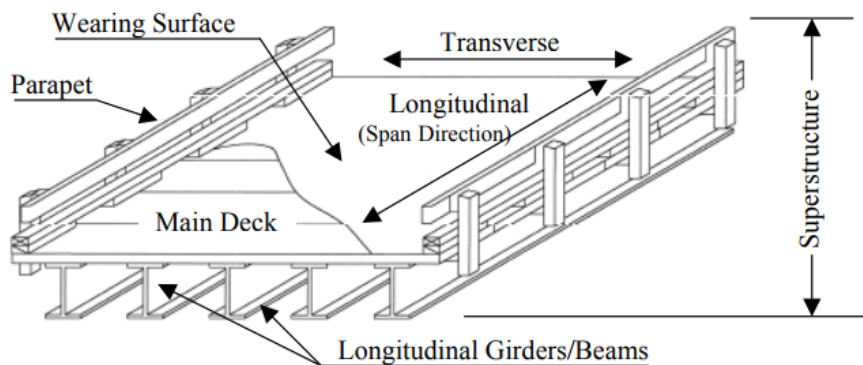 Wearing Surface
Transverse
Parapet
Longitudinal
(Span Direction)
Main Deck
Superstructure
Longitudinal Girders/Beams